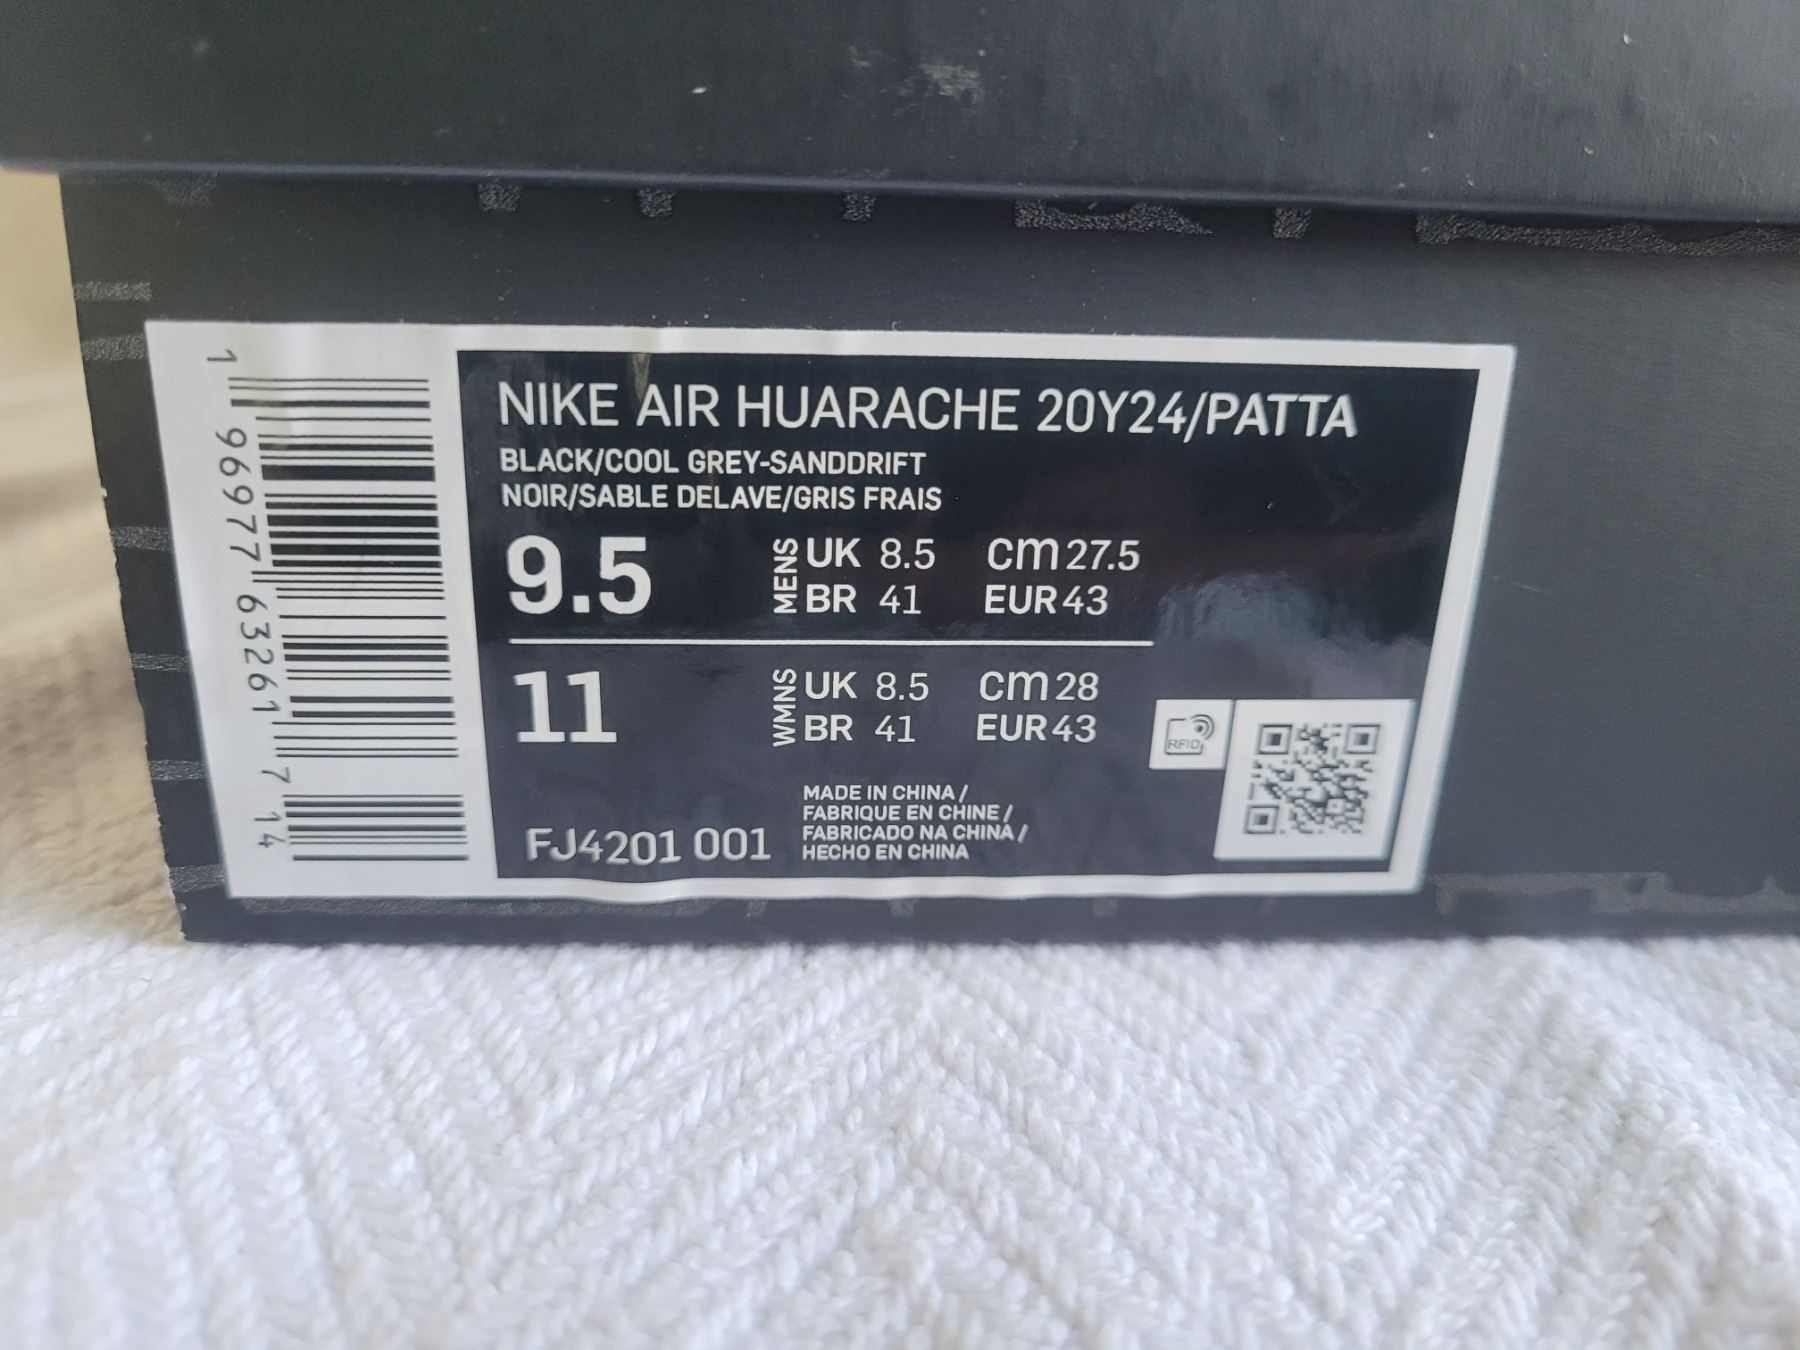 1 96977 63261 7 14
NIKE AIR HUARACHE 20Y24/PATTA
BLACK/COOL GREY-SANDDRIFT
NOIR/SABLE DELAVE/GRIS FRAIS
9.5 MENS UK 8.5 cm 27.5
BR 41 EUR 43
11 WMNS UK 8.5 cm 28
BR 41 EUR 43
RFID
FJ4201 001
MADE IN CHINA /
FABRIQUE EN CHINE /
FABRICADO NA CHINA /
HECHO EN CHINA